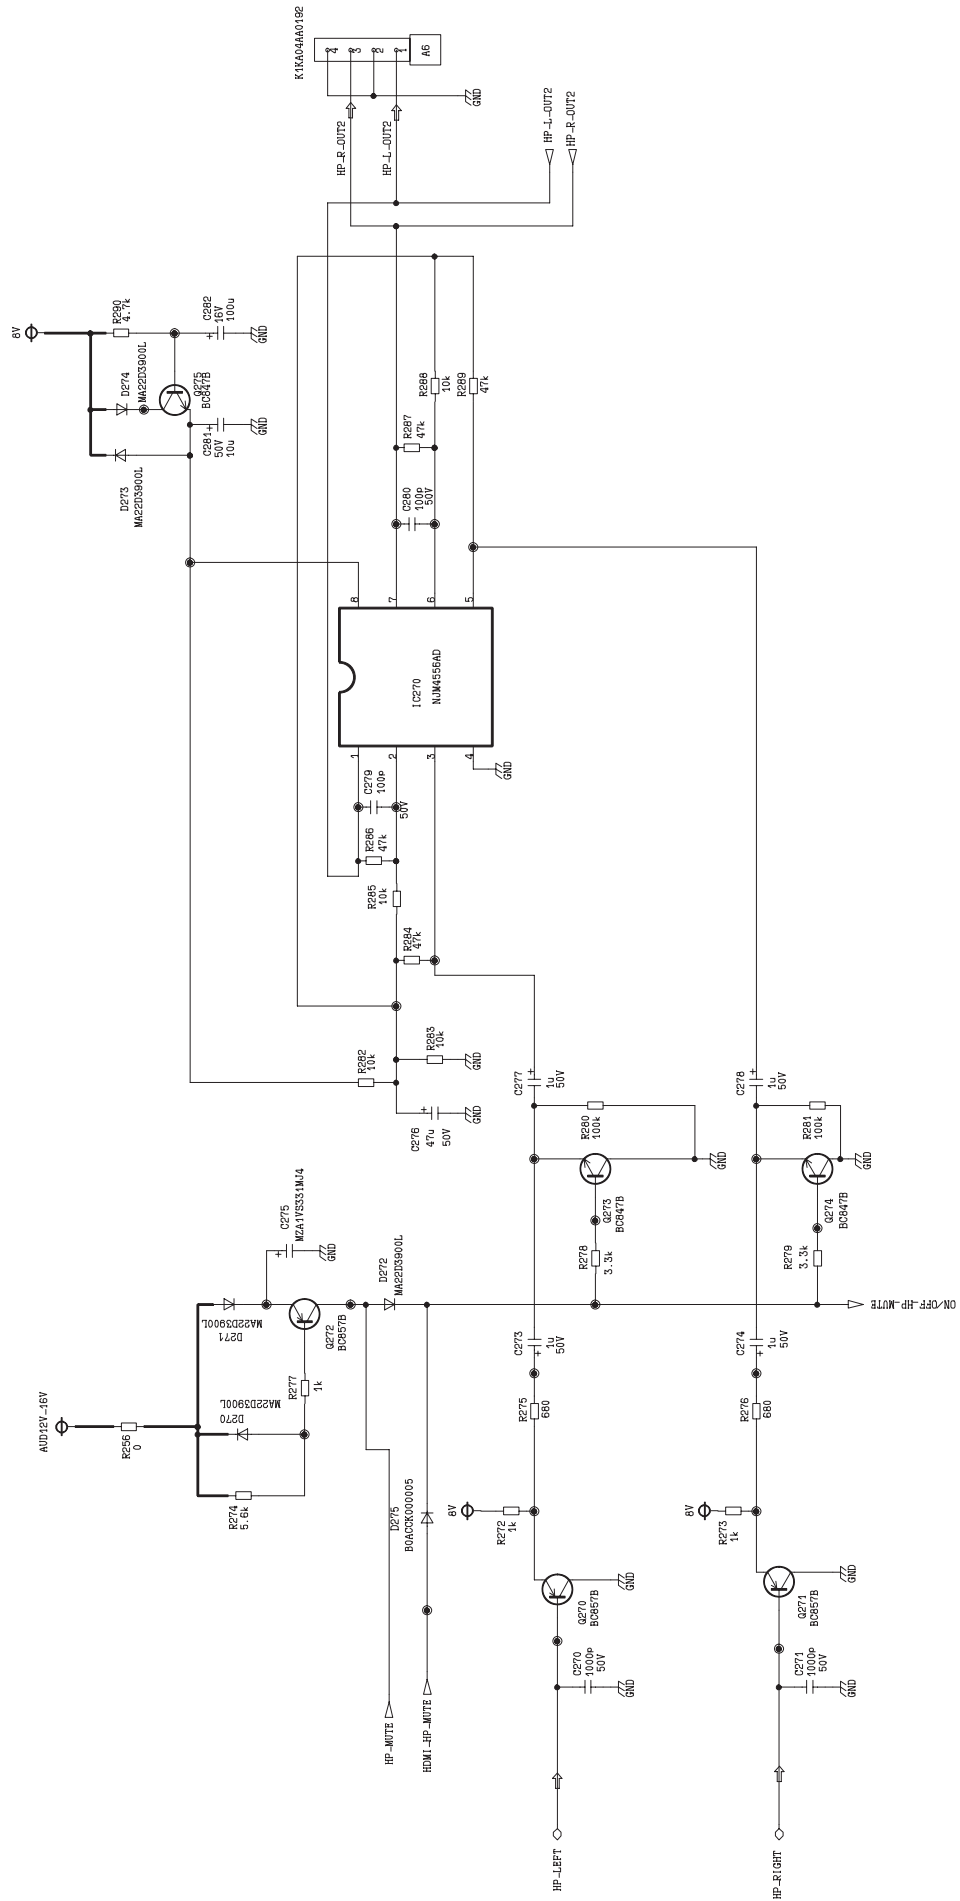 K1KA04AA0192
4
3
2
1
A6
GND
HP-R-OUT2
HP-L-OUT2
HP-L-OUT2
HP-R-OUT2
8V
R290
4.7k
C282
16V
100u
GND
D274
MA22D3900L
Q275
BC847B
C281
50V
10u
GND
D273
MA22D3900L
R288
10k
R289
47k
R287
47k
C280
100p
50V
8
7
6
5
IC270
NJM4556AD
1
2
3
4
GND
C279
100p
50V
R286
47k
R285
10k
R284
47k
R282
10k
R283
10k
GND
C276
47u
50V
GND
C277
1u
50V
C278
1u
50V
R280
100k
GND
R281
100k
GND
Q273
BC847B
Q274
BC847B
R278
3.3k
R279
3.3k
ON/OFF-HP-MUTE
C275
MZA1VS331MJ4
GND
D272
MA22D3900L
D271
MA22D3900L
Q272
BC857B
R277
1k
D270
MA22D3900L
AUD12V-16V
R256
0
R274
5.6k
C273
1u
50V
C274
1u
50V
R275
680
R276
680
D275
B0ACCK000005
8V
R272
1k
8V
R273
1k
Q270
BC857B
GND
Q271
BC857B
GND
C270
1000p
50V
GND
C271
1000p
50V
GND
HP-MUTE
HDMI-HP-MUTE
HP-LEFT
HP-RIGHT